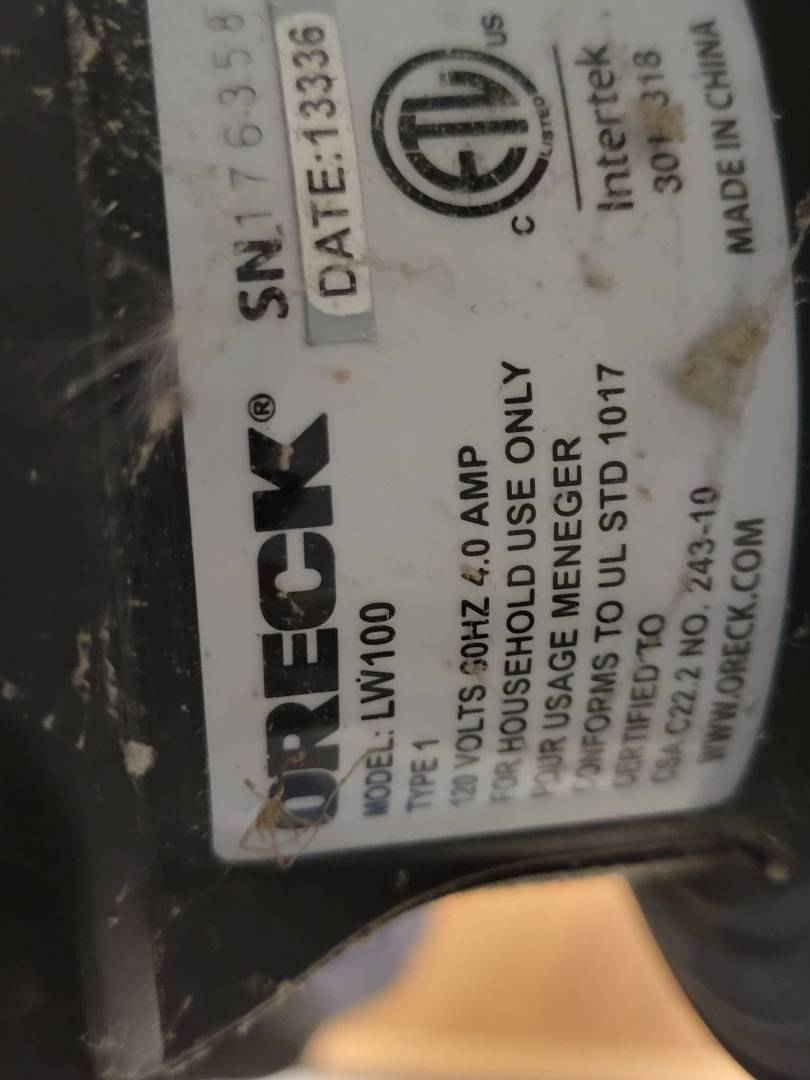 ORECK®
MODEL: LW100
TYPE 1
120 VOLTS 60HZ 4.0 AMP
FOR HOUSEHOLD USE ONLY
POUR USAGE MENEGER
CONFORMS TO UL STD 1017
CERTIFIED TO
CSA C22.2 NO. 243-10
WWW.ORECK.COM
SN 176358
DATE:13336
C ETL US
LISTED
Intertek
MADE IN CHINA